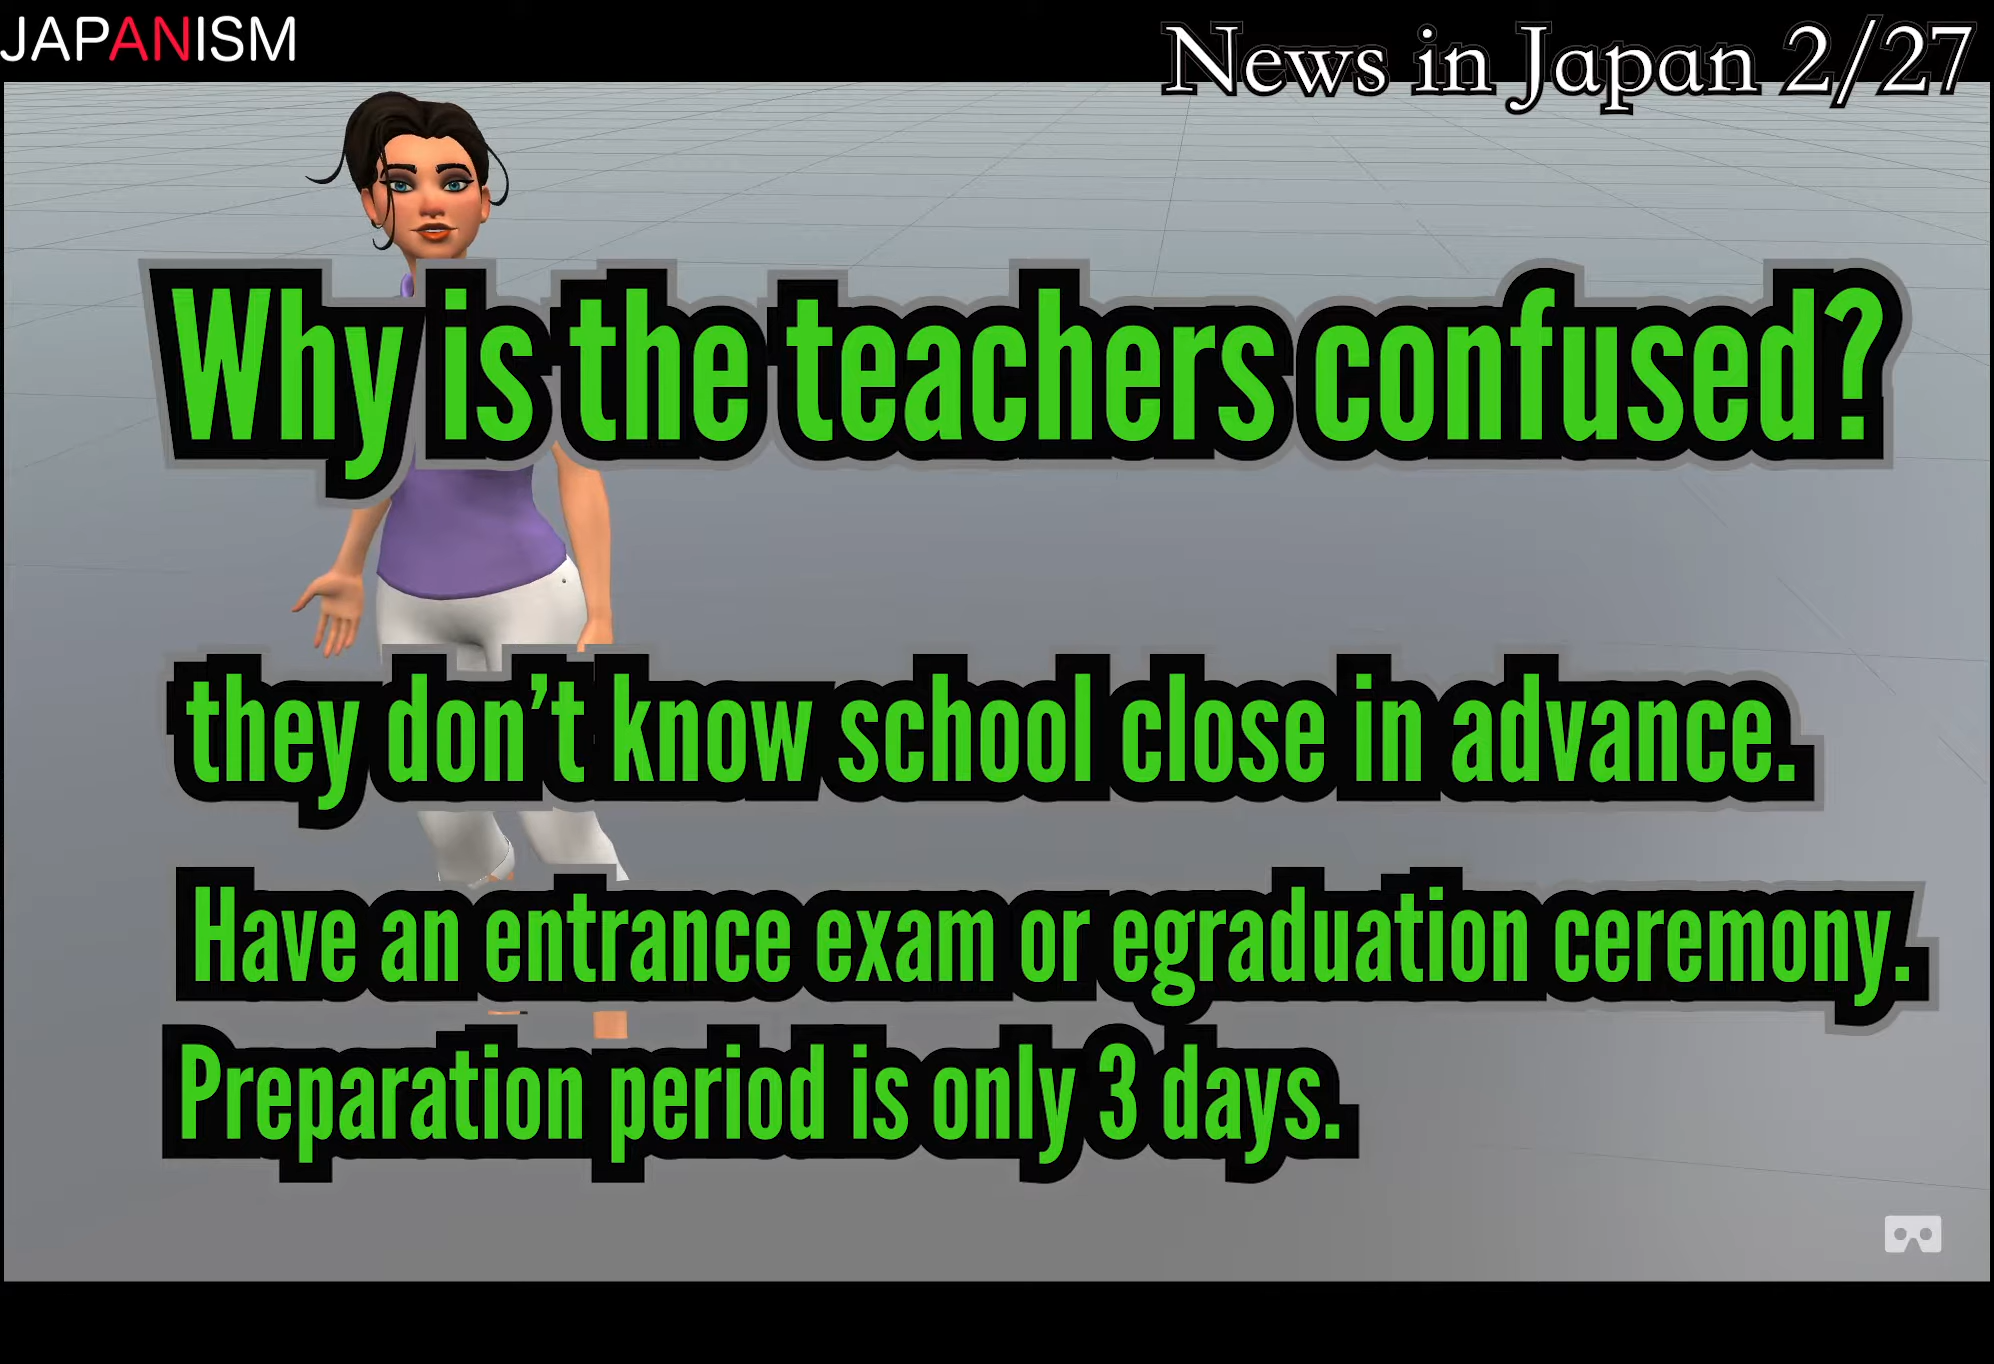 JAPANISM
News in Japan 2/27
Why is the teachers confused?
they don't know school close in advance.
Have an entrance exam or egraduation ceremony.
Preparation period is only 3 days.